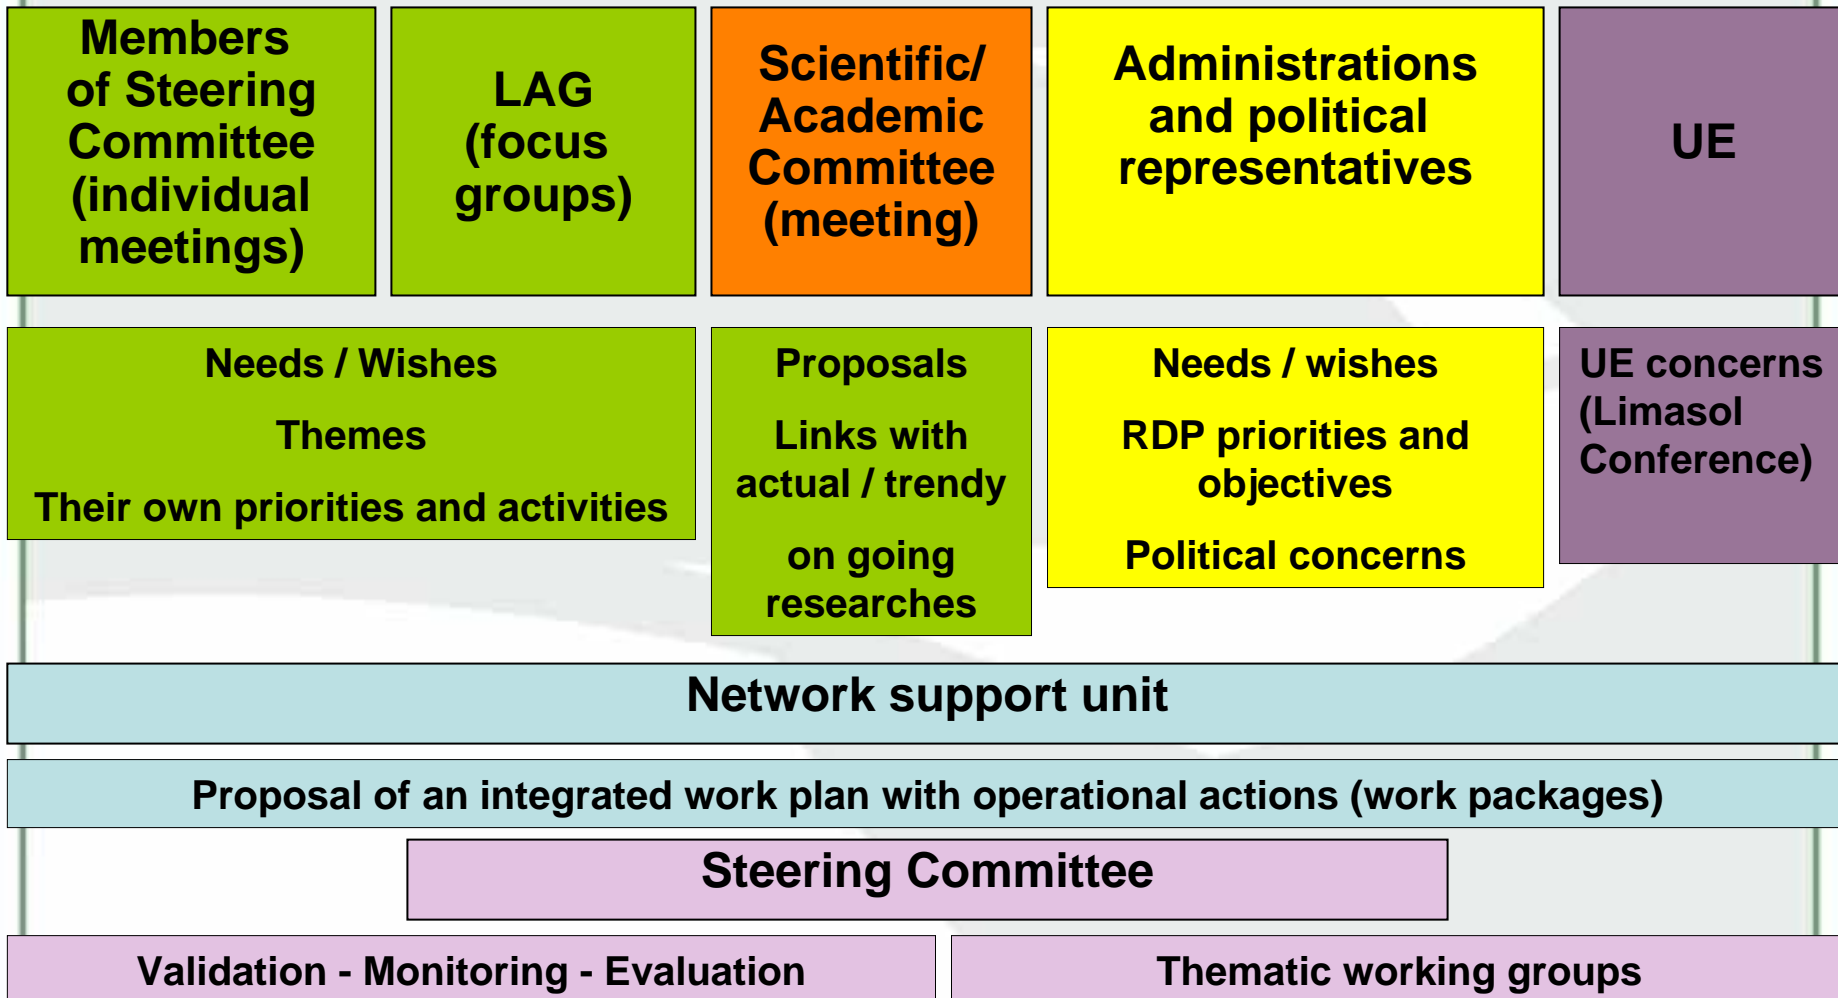 Members
of Steering
Committee
(individual
meetings)
LAG
(focus
groups)
Scientific/
Academic
Committee
(meeting)
Administrations
and political
representatives
UE
Needs / Wishes
Themes
Their own priorities and activities
Proposals
Links with
actual / trendy
on going
researches
Needs / wishes
RDP priorities and
objectives
Political concerns
UE concerns
(Limasol
Conference)
Network support unit
Proposal of an integrated work plan with operational actions (work packages)
Steering Committee
Validation - Monitoring - Evaluation
Thematic working groups